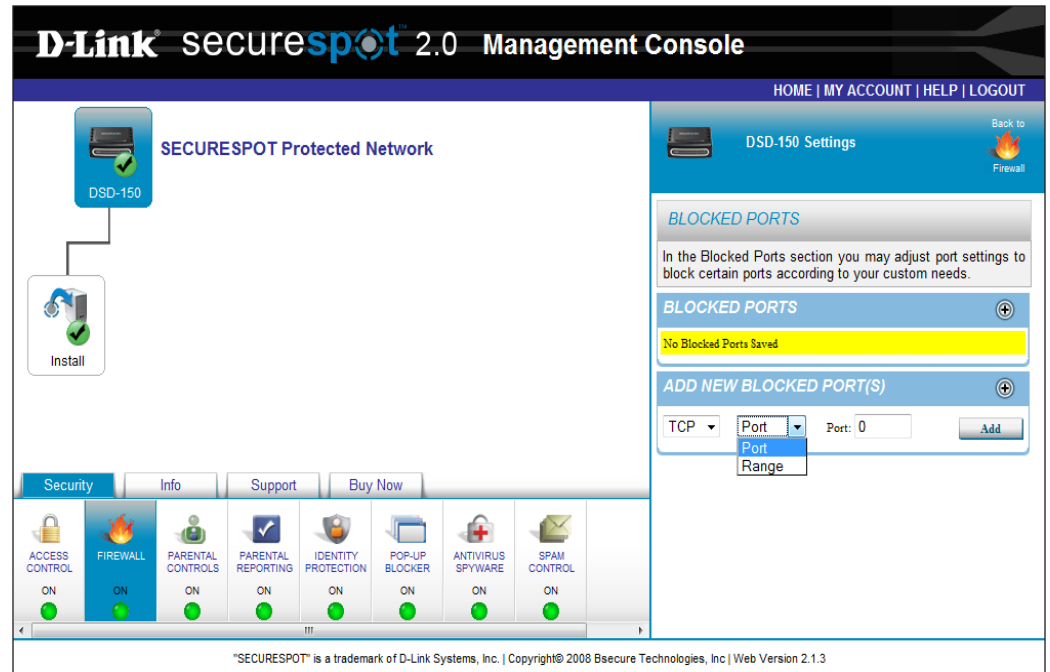 D-Link® securespot™ 2.0 Management Console
HOME | MY ACCOUNT | HELP | LOGOUT
DSD-150
SECURESPOT Protected Network
Install
DSD-150 Settings
Back to
Firewall
BLOCKED PORTS
In the Blocked Ports section you may adjust port settings to
block certain ports according to your custom needs.
BLOCKED PORTS
No Blocked Ports Saved
ADD NEW BLOCKED PORT(S)
TCP Port Port: 0 Add
Port
Range
Security Info Support Buy Now
ACCESS CONTROL
FIREWALL
PARENTAL CONTROLS
PARENTAL REPORTING
IDENTITY PROTECTION
POP-UP BLOCKER
ANTIVIRUS SPYWARE
SPAM CONTROL
ON ON ON ON ON ON ON ON
"SECURESPOT" is a trademark of D-Link Systems, Inc. | Copyright© 2008 Bsecure Technologies, Inc | Web Version 2.1.3